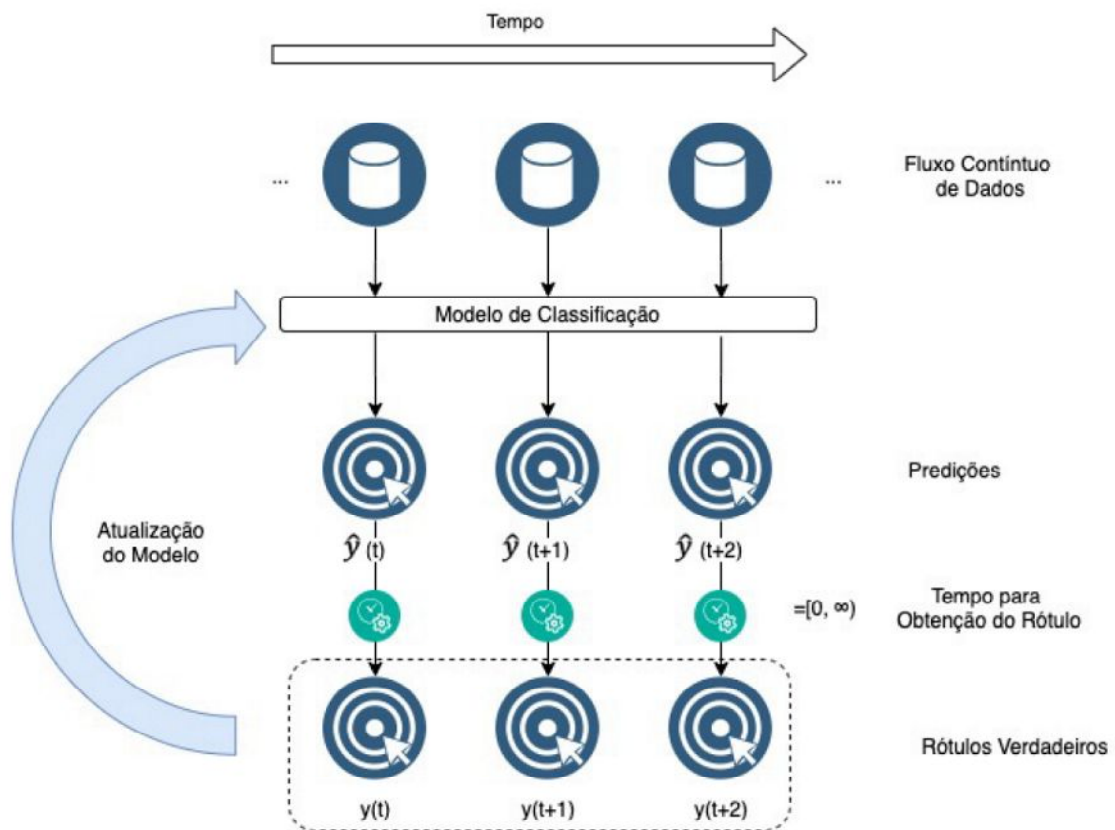 Tempo
...
...
Fluxo Contíntuo
de Dados
Modelo de Classificação
Predições
Atualização
do Modelo
ŷ (t)
ŷ (t+1)
ŷ (t+2)
=[0, ∞)
Tempo para
Obtenção do Rótulo
Rótulos Verdadeiros
y(t)
y(t+1)
y(t+2)